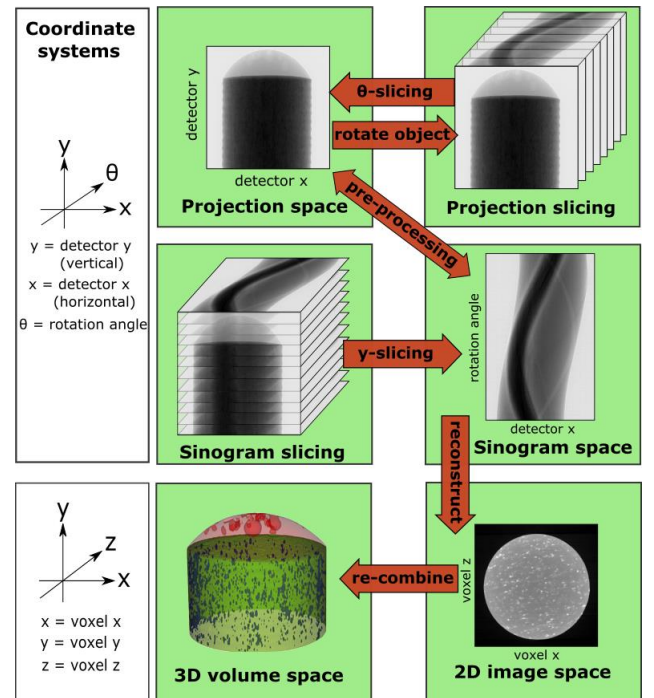 Coordinate
systems
y
θ
x
y = detector y
(vertical)
x = detector x
(horizontal)
θ = rotation angle
detector y
detector x
Projection space
θ-slicing
rotate object
Projection slicing
pre-processing
Sinogram slicing
y-slicing
rotation angle
detector x
Sinogram space
reconstruct
y
z
x
x = voxel x
y = voxel y
z = voxel z
3D volume space
re-combine
voxel z
voxel x
2D image space